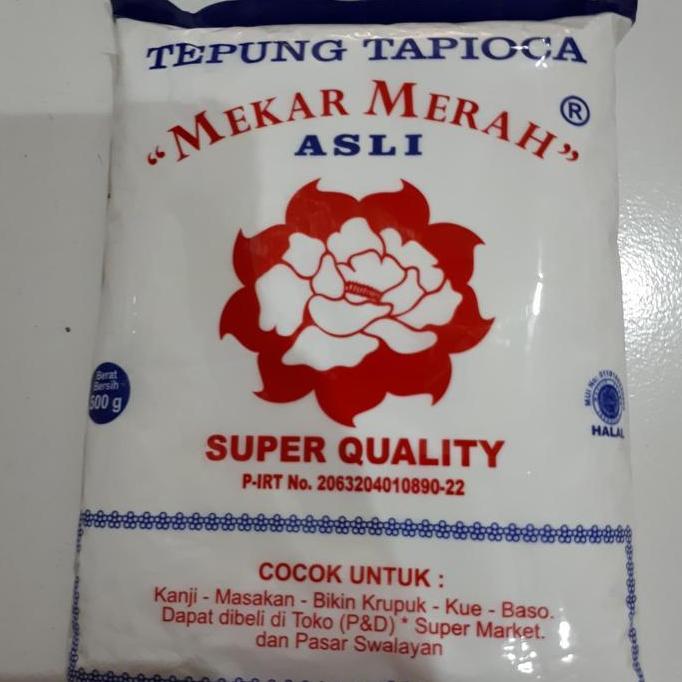 TEPUNG TAPIOCA
"MEKAR MERAH" ®
ASLI
Berat
Bersih
500 g
HALAL
SUPER QUALITY
P-IRT No. 2063204010890-22
COCOK UNTUK :
Kanji - Masakan - Bikin Krupuk - Kue - Baso.
Dapat dibeli di Toko (P&D) * Super Market.
dan Pasar Swalayan